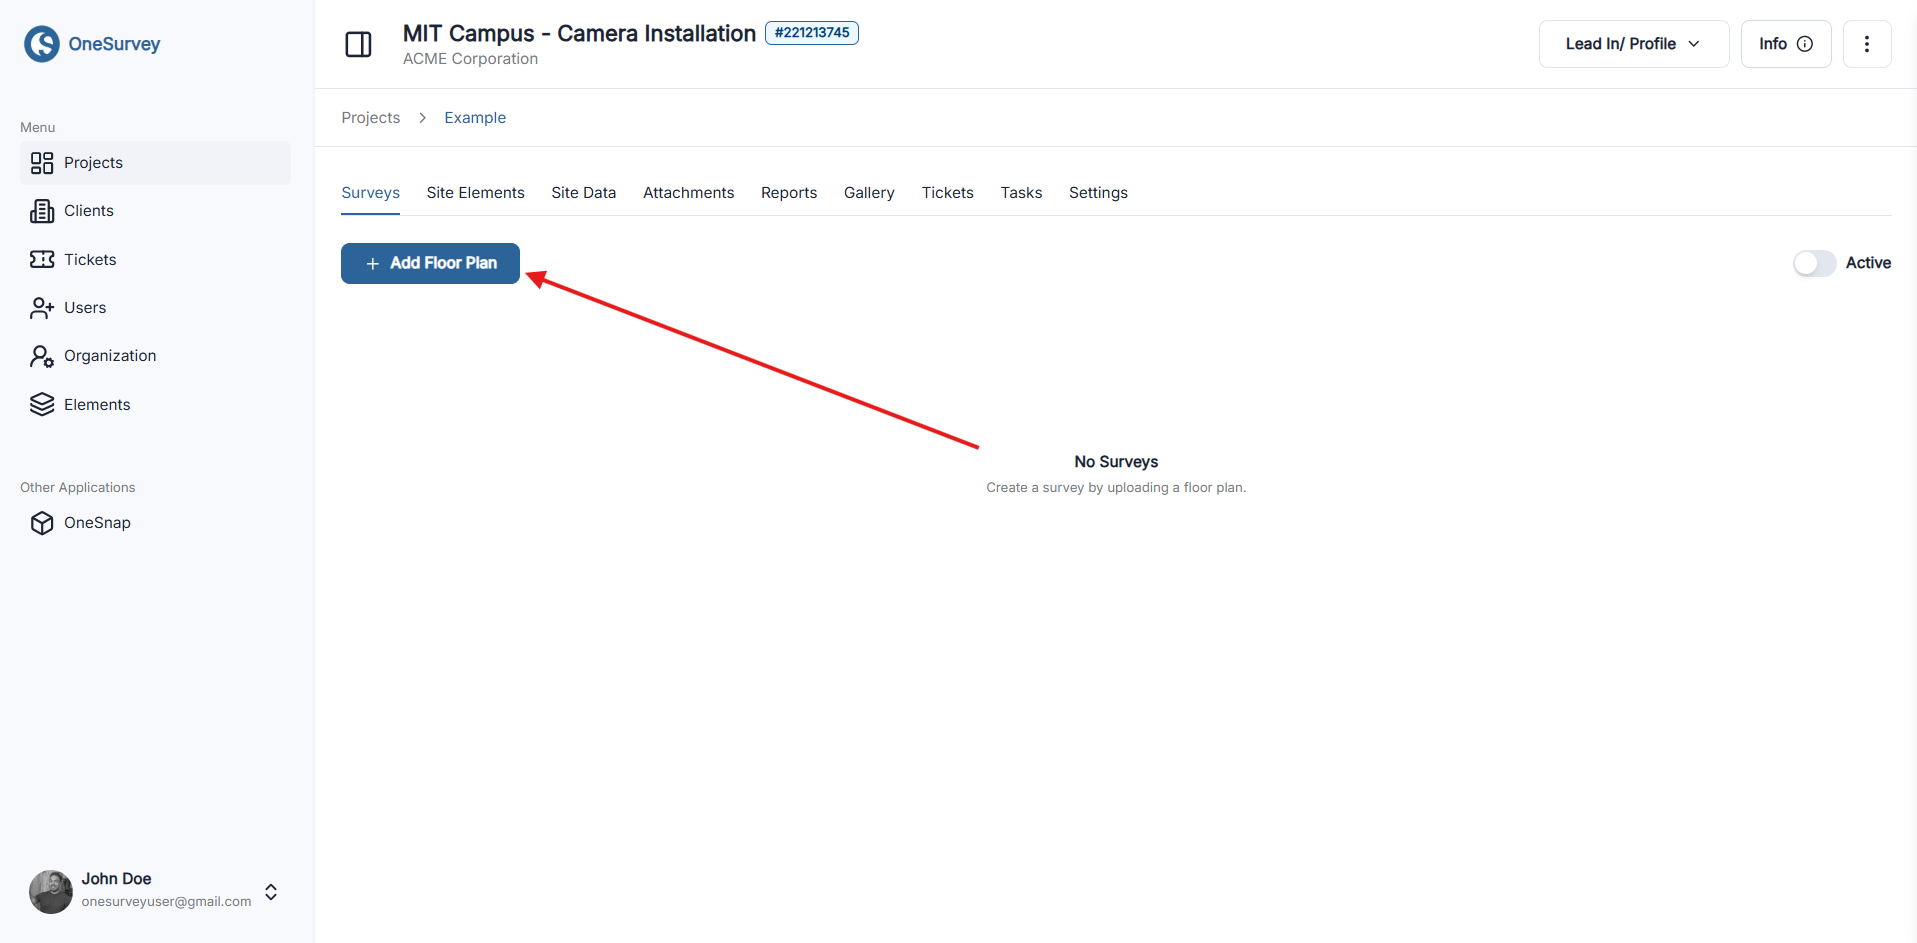 OneSurvey
Menu
Projects
Clients
Tickets
Users
Organization
Elements
Other Applications
OneSnap
John Doe
onesurveyuser@gmail.com
MIT Campus - Camera Installation #221213745
ACME Corporation
Lead In/ Profile
Info
Projects > Example
Surveys Site Elements Site Data Attachments Reports Gallery Tickets Tasks Settings
+ Add Floor Plan
Active
No Surveys
Create a survey by uploading a floor plan.